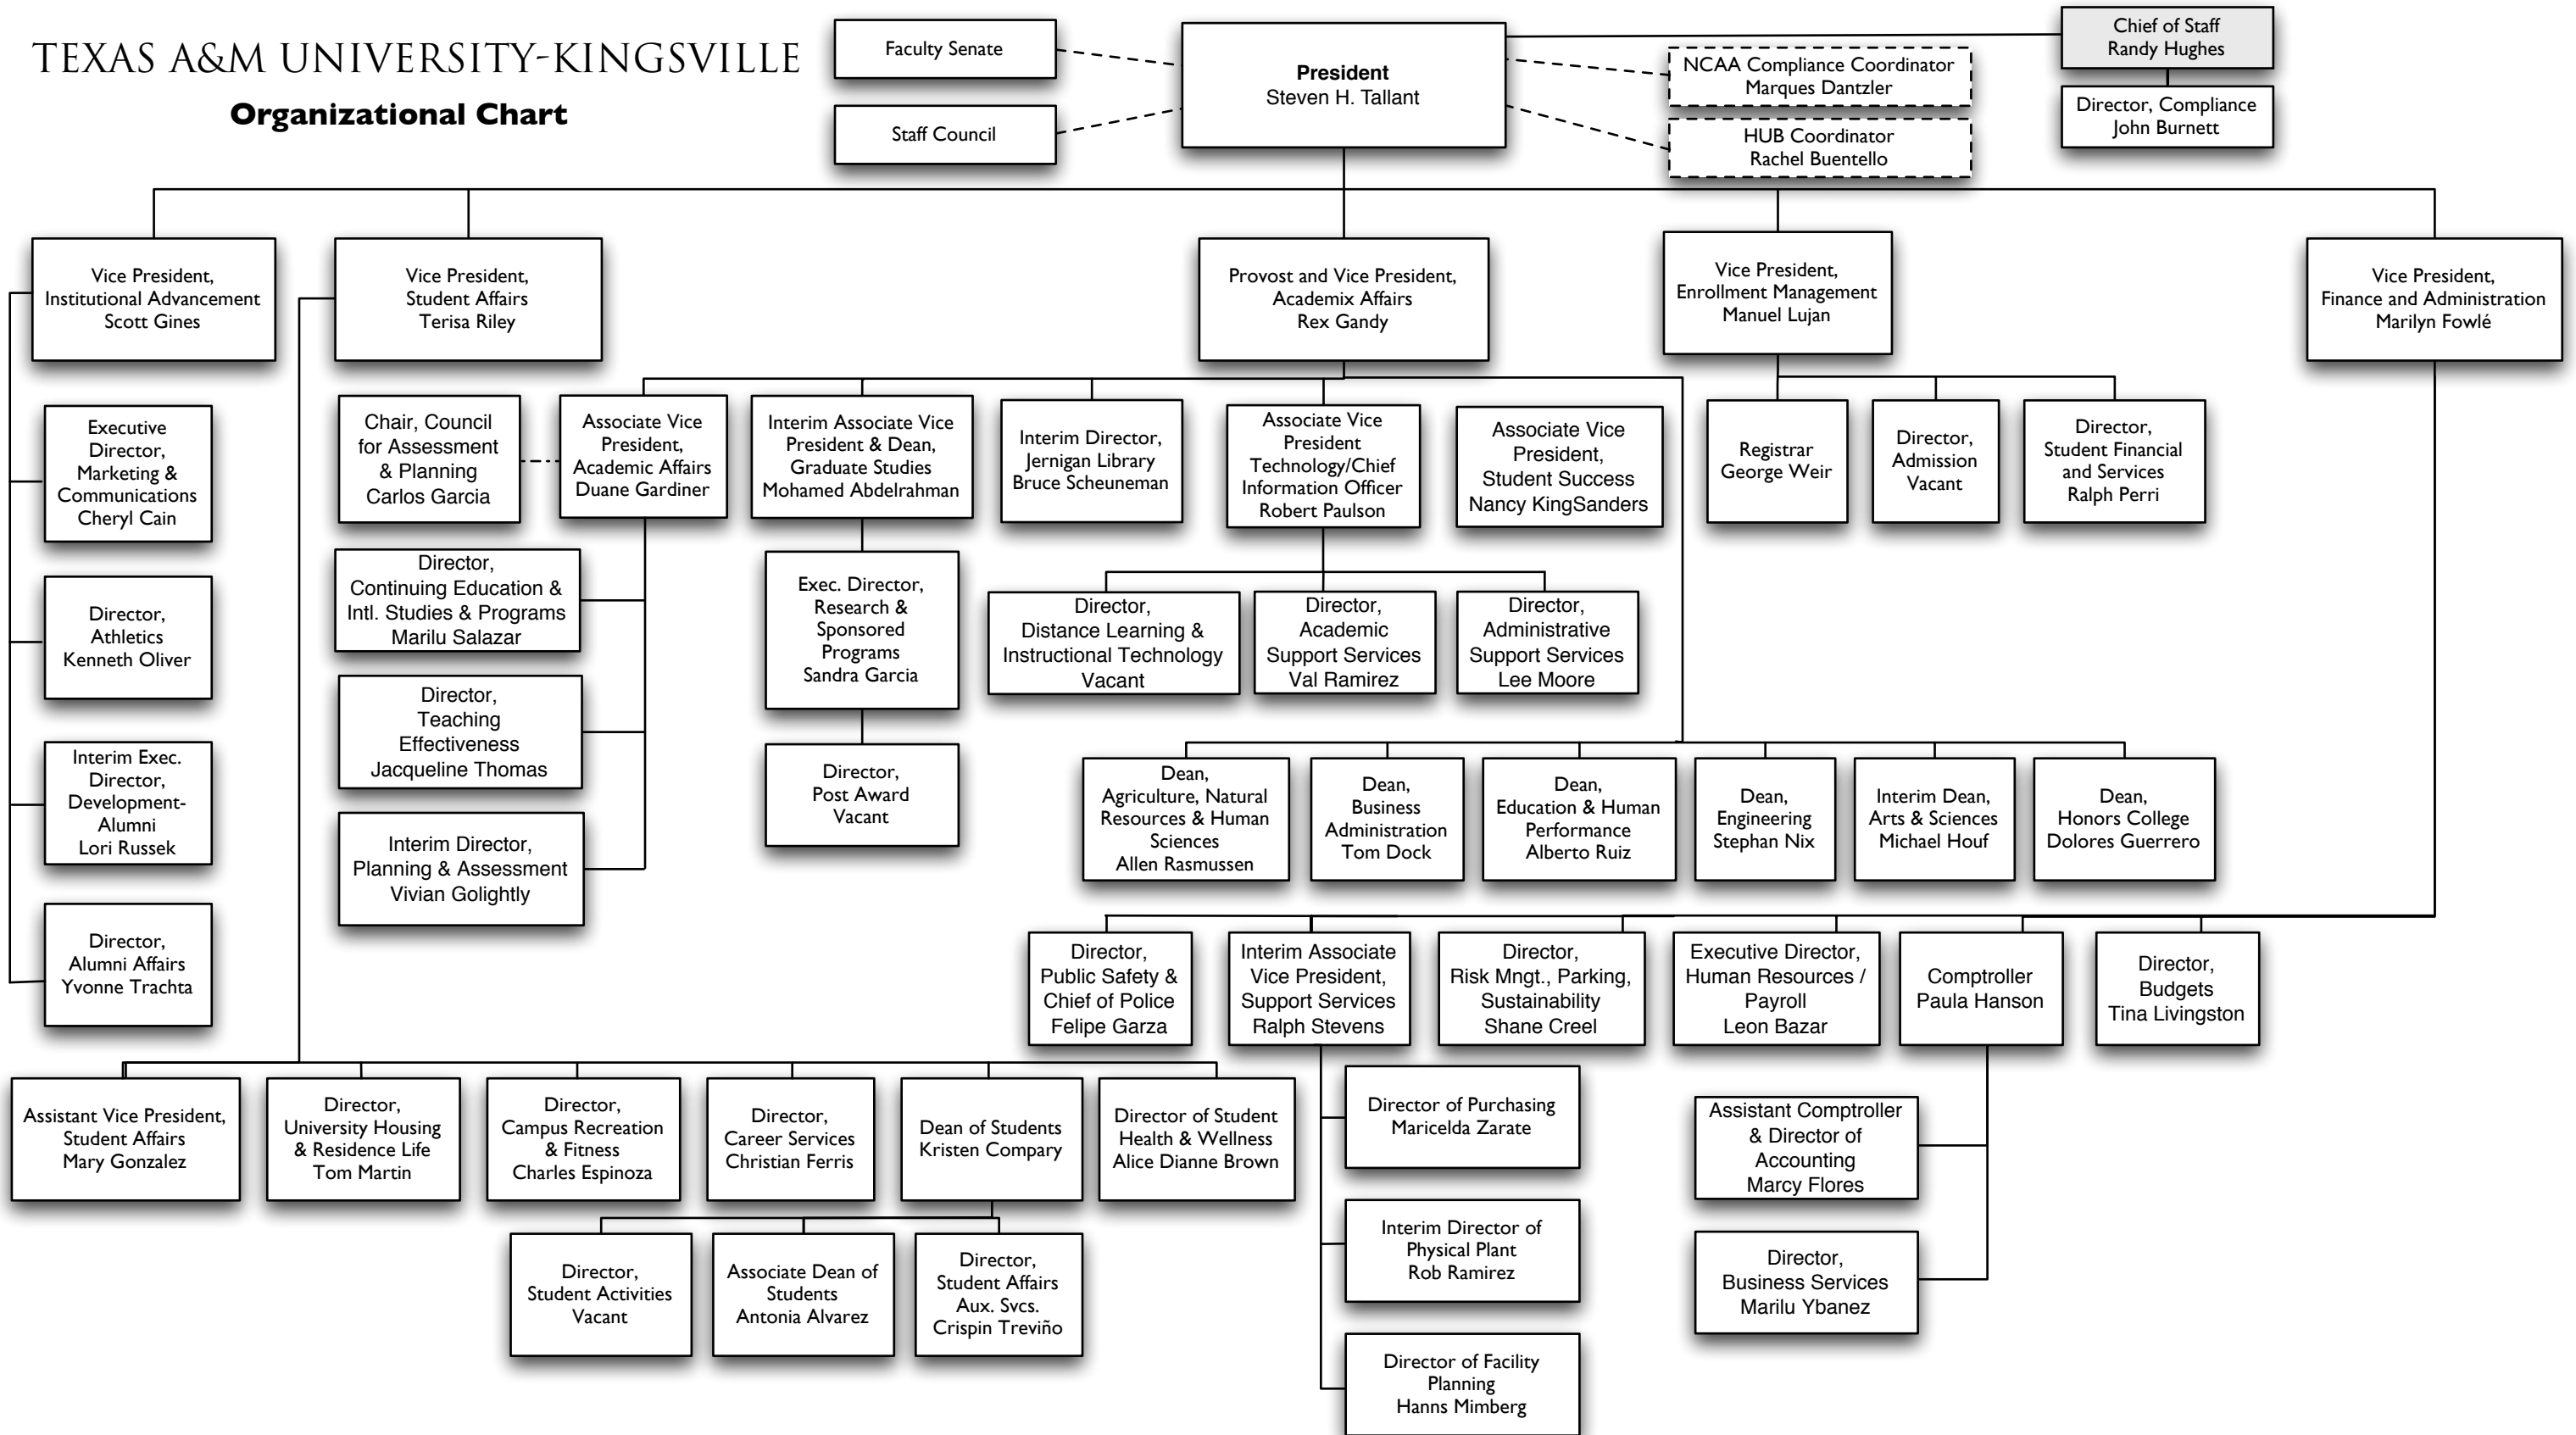 TEXAS A&M UNIVERSITY-KINGSVILLE
Organizational Chart
Faculty Senate
Staff Council
President
Steven H. Tallant
NCAA Compliance Coordinator
Marques Dantzler
HUB Coordinator
Rachel Buentello
Chief of Staff
Randy Hughes
Director, Compliance
John Burnett
Vice President,
Institutional Advancement
Scott Gines
Vice President,
Student Affairs
Terisa Riley
Provost and Vice President,
Academix Affairs
Rex Gandy
Vice President,
Enrollment Management
Manuel Lujan
Vice President,
Finance and Administration
Marilyn Fowlé
Executive
Director,
Marketing &
Communications
Cheryl Cain
Director,
Athletics
Kenneth Oliver
Interim Exec.
Director,
Development-
Alumni
Lori Russek
Director,
Alumni Affairs
Yvonne Trachta
Chair, Council
for Assessment
& Planning
Carlos Garcia
Associate Vice
President,
Academic Affairs
Duane Gardiner
Interim Associate Vice
President & Dean,
Graduate Studies
Mohamed Abdelrahman
Interim Director,
Jernigan Library
Bruce Scheuneman
Associate Vice
President
Technology/Chief
Information Officer
Robert Paulson
Associate Vice
President,
Student Success
Nancy KingSanders
Registrar
George Weir
Director,
Admission
Vacant
Director,
Student Financial
and Services
Ralph Perri
Director,
Continuing Education &
Intl. Studies & Programs
Marilu Salazar
Director,
Teaching
Effectiveness
Jacqueline Thomas
Interim Director,
Planning & Assessment
Vivian Golightly
Exec. Director,
Research &
Sponsored
Programs
Sandra Garcia
Director,
Post Award
Vacant
Director,
Distance Learning &
Instructional Technology
Vacant
Director,
Academic
Support Services
Val Ramirez
Director,
Administrative
Support Services
Lee Moore
Dean,
Agriculture, Natural
Resources & Human
Sciences
Allen Rasmussen
Dean,
Business
Administration
Tom Dock
Dean,
Education & Human
Performance
Alberto Ruiz
Dean,
Engineering
Stephan Nix
Interim Dean,
Arts & Sciences
Michael Houf
Dean,
Honors College
Dolores Guerrero
Director,
Public Safety &
Chief of Police
Felipe Garza
Interim Associate
Vice President,
Support Services
Ralph Stevens
Director,
Risk Mngt., Parking,
Sustainability
Shane Creel
Executive Director,
Human Resources /
Payroll
Leon Bazar
Comptroller
Paula Hanson
Director,
Budgets
Tina Livingston
Assistant Vice President,
Student Affairs
Mary Gonzalez
Director,
University Housing
& Residence Life
Tom Martin
Director,
Campus Recreation
& Fitness
Charles Espinoza
Director,
Career Services
Christian Ferris
Dean of Students
Kristen Compary
Director of Student
Health & Wellness
Alice Dianne Brown
Director of Purchasing
Maricelda Zarate
Interim Director of
Physical Plant
Rob Ramirez
Director of Facility
Planning
Hanns Mimberg
Assistant Comptroller
& Director of
Accounting
Marcy Flores
Director,
Business Services
Marilu Ybanez
Director,
Student Activities
Vacant
Associate Dean of
Students
Antonia Alvarez
Director,
Student Affairs
Aux. Svcs.
Crispin Treviño